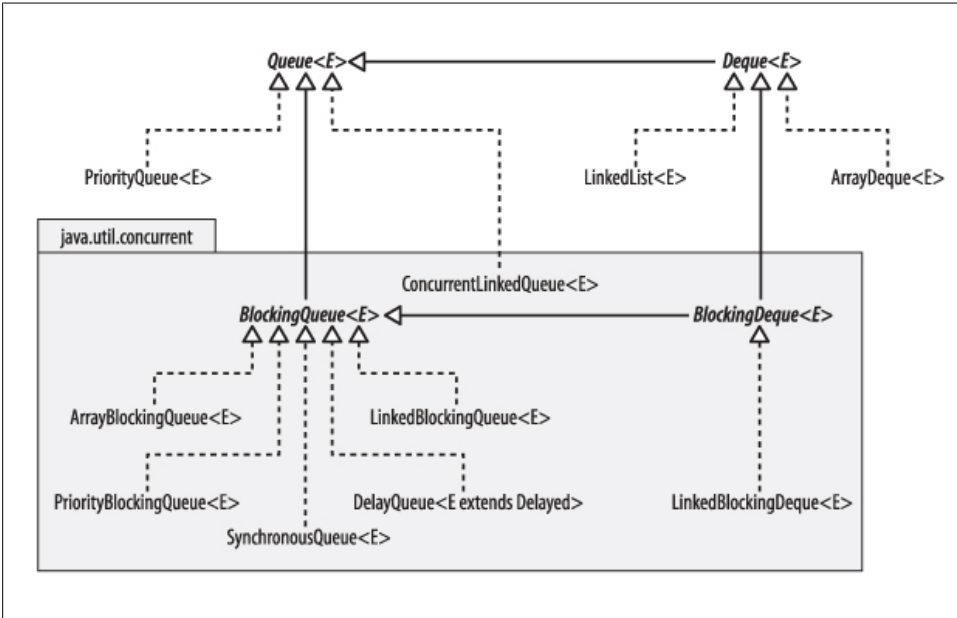 Queue<E>
Deque<E>
PriorityQueue<E>
LinkedList<E>
ArrayDeque<E>
java.util.concurrent
ConcurrentLinkedQueue<E>
BlockingQueue<E>
BlockingDeque<E>
ArrayBlockingQueue<E>
LinkedBlockingQueue<E>
PriorityBlockingQueue<E>
DelayQueue<E extends Delayed>
LinkedBlockingDeque<E>
SynchronousQueue<E>